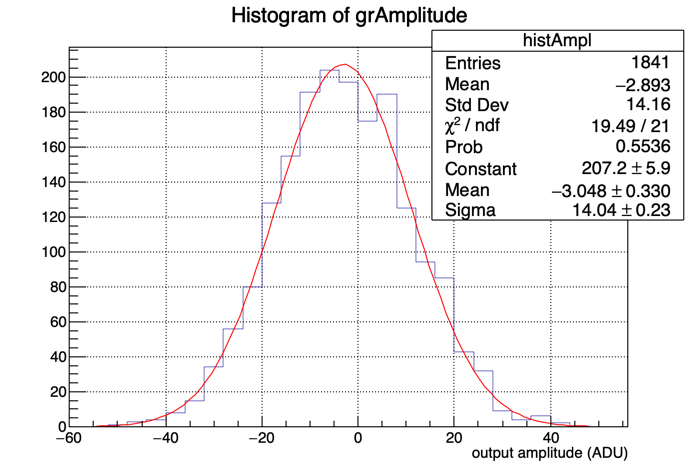 Histogram of grAmplitude
histAmpl
Entries 1841
Mean −2.893
Std Dev 14.16
χ² / ndf 19.49 / 21
Prob 0.5536
Constant 207.2 ± 5.9
Mean −3.048 ± 0.330
Sigma 14.04 ± 0.23
200
180
160
140
120
100
80
60
40
20
0
−60 −40 −20 0 20 40
output amplitude (ADU)